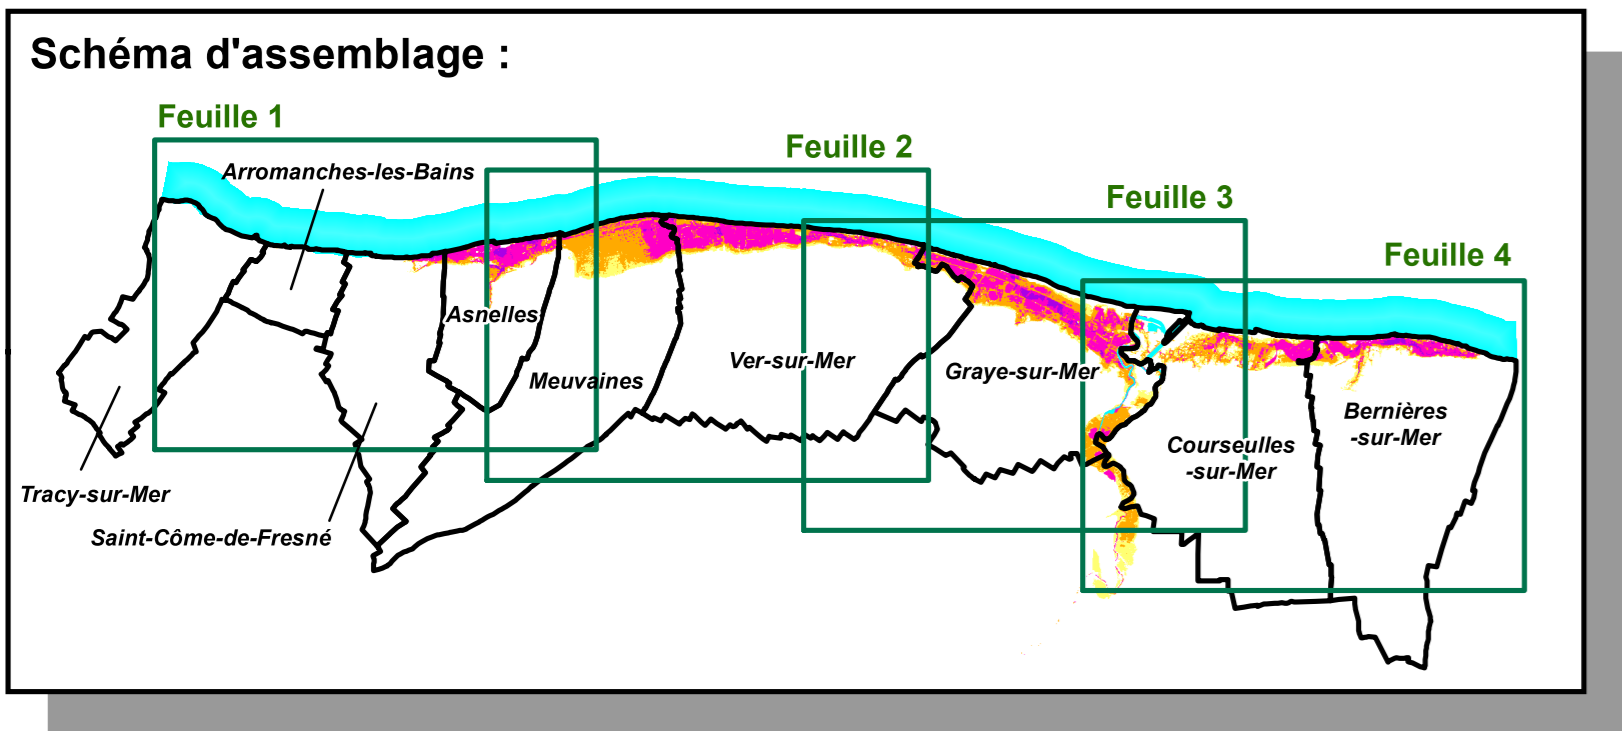 Schéma d'assemblage :
Feuille 1
Feuille 2
Arromanches-les-Bains
Feuille 3
Feuille 4
Asnelles
Meuvaines
Ver-sur-Mer
Graye-sur-Mer
Bernières
-sur-Mer
Courseulles
-sur-Mer
Tracy-sur-Mer
Saint-Côme-de-Fresné